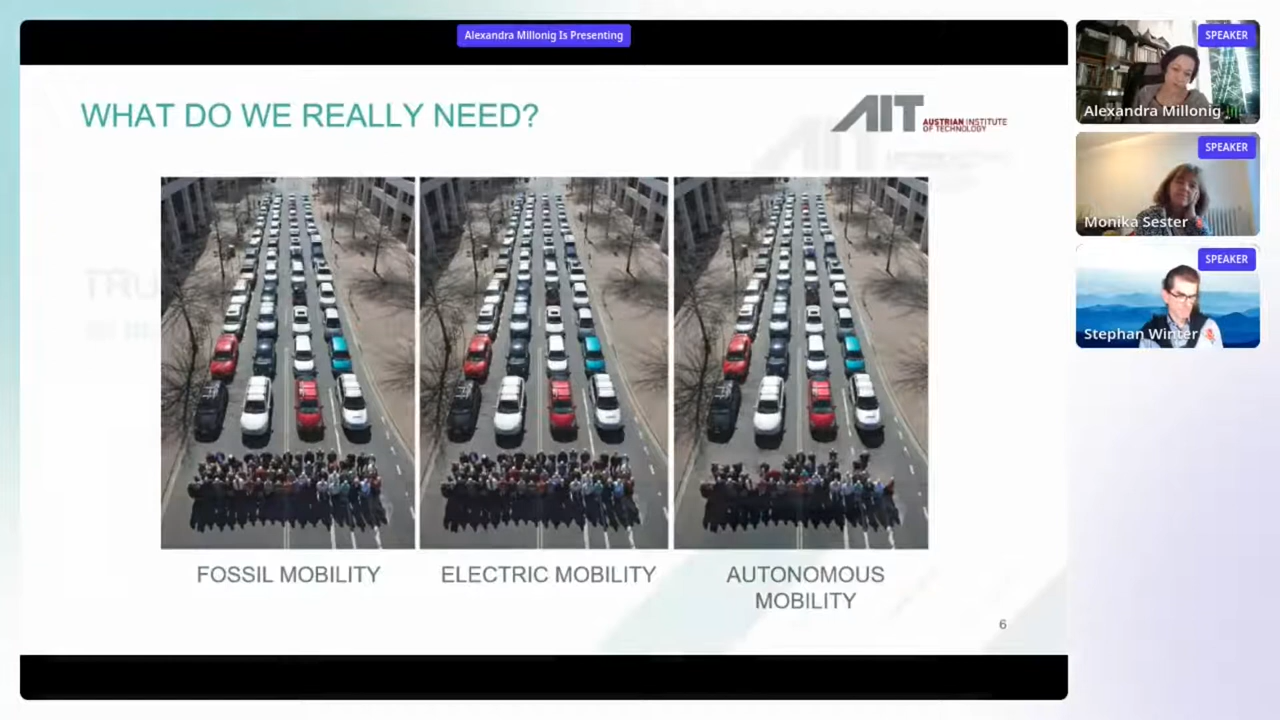 Alexandra Millonig Is Presenting
WHAT DO WE REALLY NEED?
AIT
AUSTRIAN INSTITUTE
OF TECHNOLOGY
FOSSIL MOBILITY
ELECTRIC MOBILITY
AUTONOMOUS
MOBILITY
6
SPEAKER
Alexandra Millonig
SPEAKER
Monika Sester
SPEAKER
Stephan Winter